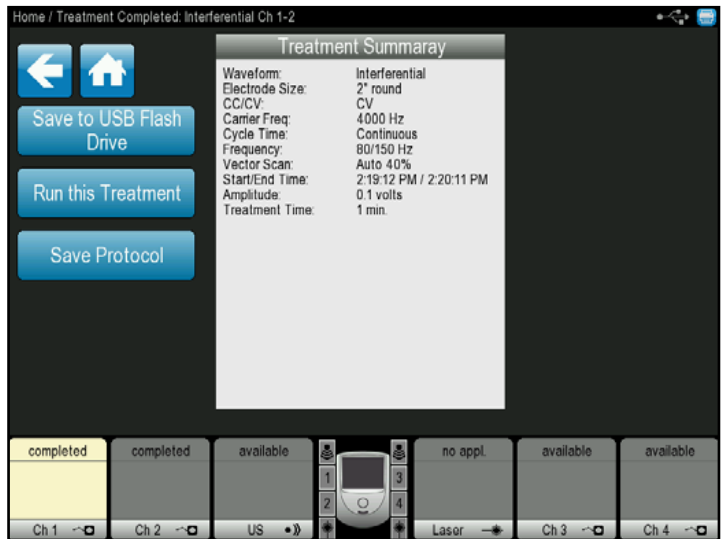 Home / Treatment Completed: Interferential Ch 1-2
Treatment Summaray
Save to USB Flash
Drive
Run this Treatment
Save Protocol
Waveform: Interferential
Electrode Size: 2" round
CC/CV: CV
Carrier Freq: 4000 Hz
Cycle Time: Continuous
Frequency: 80/150 Hz
Vector Scan: Auto 40%
Start/End Time: 2:19:12 PM / 2:20:11 PM
Amplitude: 0.1 volts
Treatment Time: 1 min.
completed completed available no appl. available available
1 3
2 4
Ch 1 Ch 2 US Laser Ch 3 Ch 4